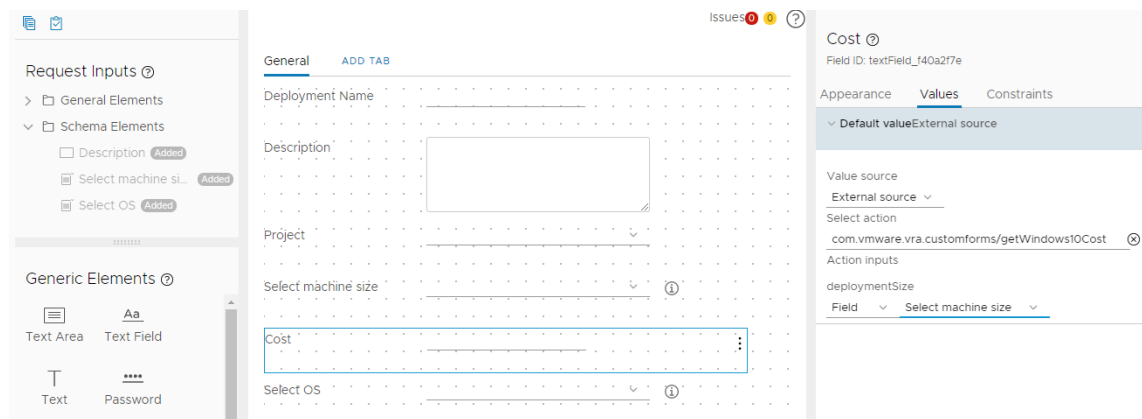 Issues 0 0
Request Inputs
General Elements
Schema Elements
Description Added
Select machine si... Added
Select OS Added
Generic Elements
Text Area
Aa
Text Field
T
Text
Password
General ADD TAB
Deployment Name
Description
Project
Select machine size
Cost
Select OS
Cost
Field ID: textField_f40a2f7e
Appearance Values Constraints
Default valueExternal source
Value source
External source
Select action
com.vmware.vra.customforms/getWindows10Cost
Action inputs
deploymentSize
Field Select machine size